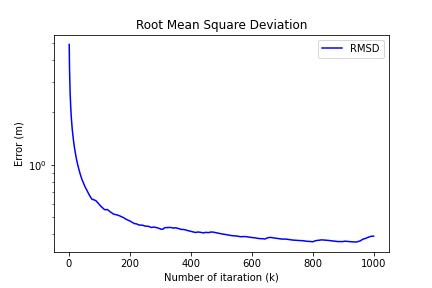 Root Mean Square Deviation
RMSD
Error (m)
10⁰
0 200 400 600 800 1000
Number of itaration (k)